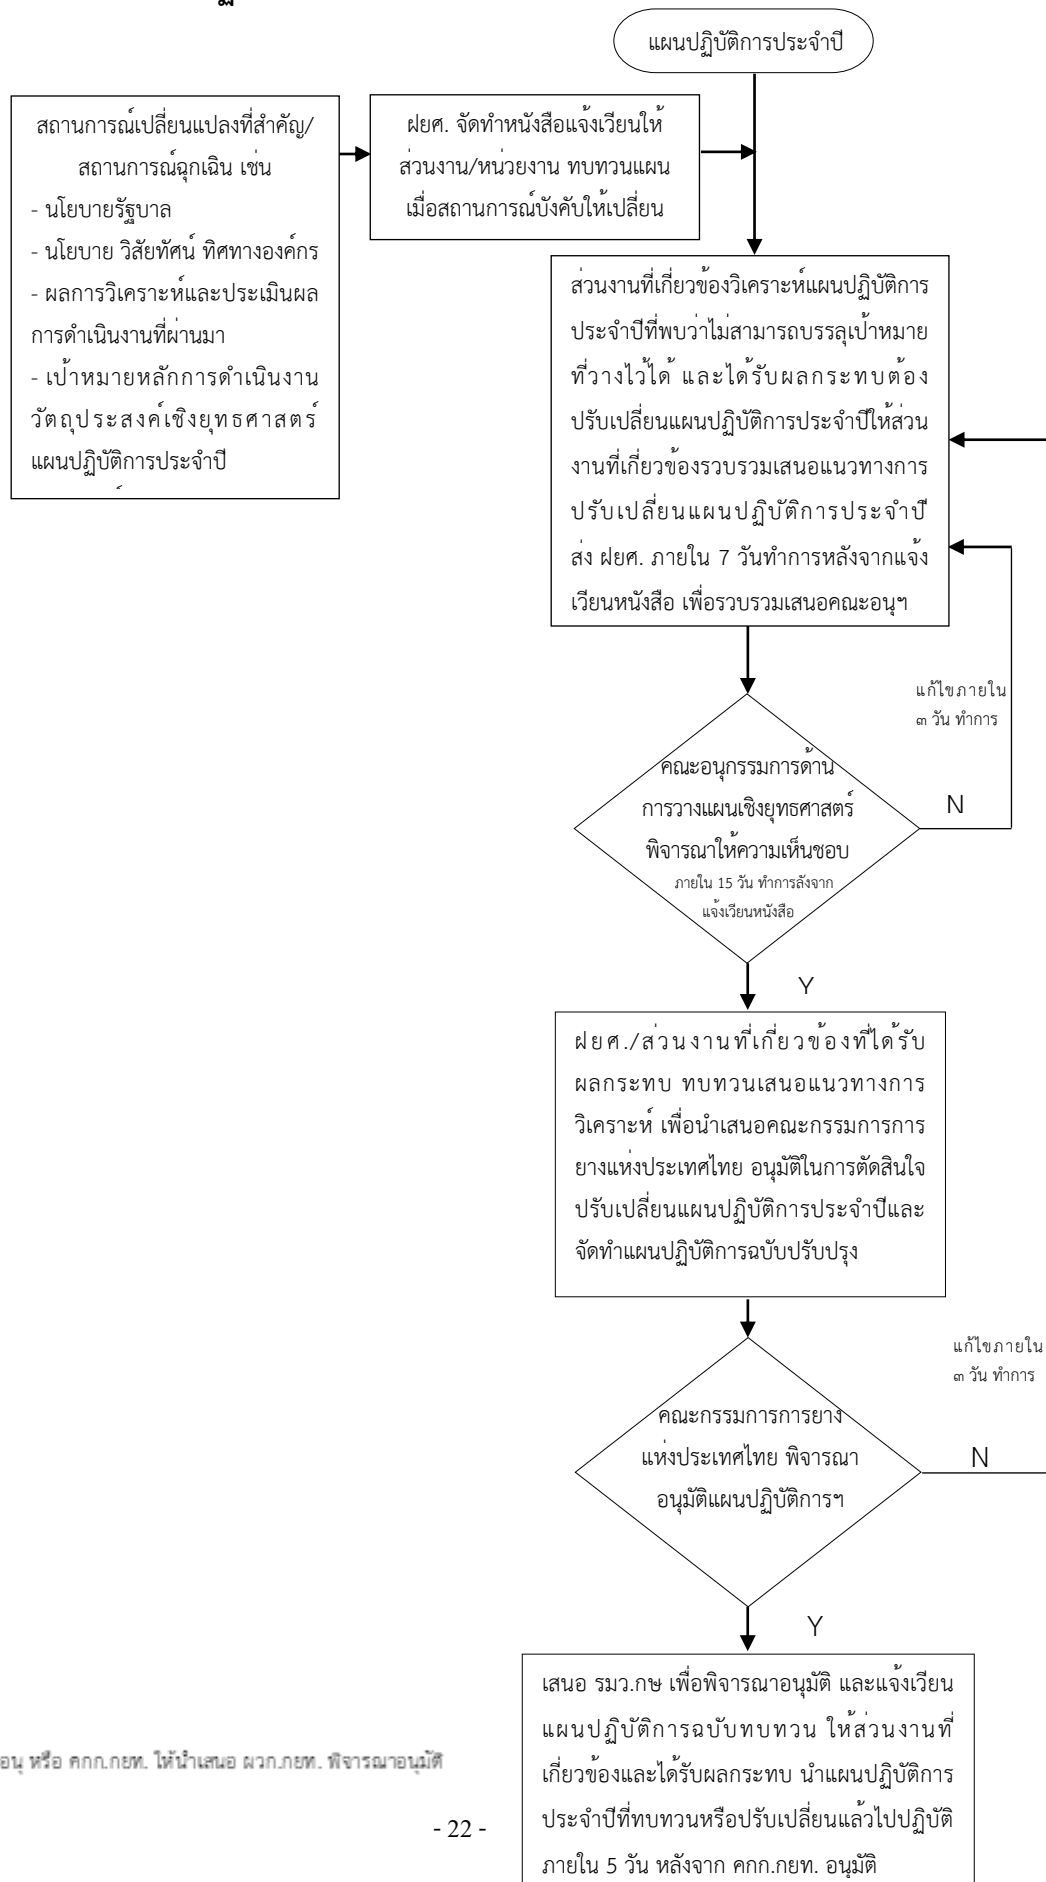 แผนปฏิบัติการประจำปี
สถานการณ์เปลี่ยนแปลงที่สำคัญ/
สถานการณ์ฉุกเฉิน เช่น
- นโยบายรัฐบาล
- นโยบาย วิสัยทัศน์ ทิศทางองค์กร
- ผลการวิเคราะห์และประเมินผล
การดำเนินงานที่ผ่านมา
- เป้าหมายหลักการดำเนินงาน
วัตถุประสงค์เชิงยุทธศาสตร์
แผนปฏิบัติการประจำปี
ฝยศ. จัดทำหนังสือแจ้งเวียนให้
ส่วนงาน/หน่วยงาน ทบทวนแผน
เมื่อสถานการณ์บังคับให้เปลี่ยน
ส่วนงานที่เกี่ยวข้องวิเคราะห์แผนปฏิบัติการ
ประจำปีที่พบว่าไม่สามารถบรรลุเป้าหมาย
ที่วางไว้ได้ และได้รับผลกระทบต้อง
ปรับเปลี่ยนแผนปฏิบัติการประจำปีให้ส่วน
งานที่เกี่ยวข้องรวบรวมเสนอแนวทางการ
ปรับเปลี่ยนแผนปฏิบัติการประจำปี
ส่ง ฝยศ. ภายใน 7 วันทำการหลังจากแจ้ง
เวียนหนังสือ เพื่อรวบรวมเสนอคณะอนุฯ
แก้ไขภายใน
๓ วัน ทำการ
คณะอนุกรรมการด้าน
การวางแผนเชิงยุทธศาสตร์
พิจารณาให้ความเห็นชอบ
ภายใน 15 วัน ทำการลังจาก
แจ้งเวียนหนังสือ
N
Y
ฝยศ./ส่วนงานที่เกี่ยวข้องที่ได้รับ
ผลกระทบ ทบทวนเสนอแนวทางการ
วิเคราะห์ เพื่อนำเสนอคณะกรรมการการ
ยางแห่งประเทศไทย อนุมัติในการตัดสินใจ
ปรับเปลี่ยนแผนปฏิบัติการประจำปีและ
จัดทำแผนปฏิบัติการฉบับปรับปรุง
แก้ไขภายใน
๓ วัน ทำการ
คณะกรรมการการยาง
แห่งประเทศไทย พิจารณา
อนุมัติแผนปฏิบัติการฯ
N
Y
เสนอ รมว.กษ เพื่อพิจารณาอนุมัติ และแจ้งเวียน
แผนปฏิบัติการฉบับทบทวน ให้ส่วนงานที่
เกี่ยวข้องและได้รับผลกระทบ นำแผนปฏิบัติการ
ประจำปีที่ทบทวนหรือปรับเปลี่ยนแล้วไปปฏิบัติ
ภายใน 5 วัน หลังจาก คกก.กยท. อนุมัติ
อนุ หรือ คกก.กยท. ให้นำเสนอ ผวก.กยท. พิจารณาอนุมัติ
- 22 -